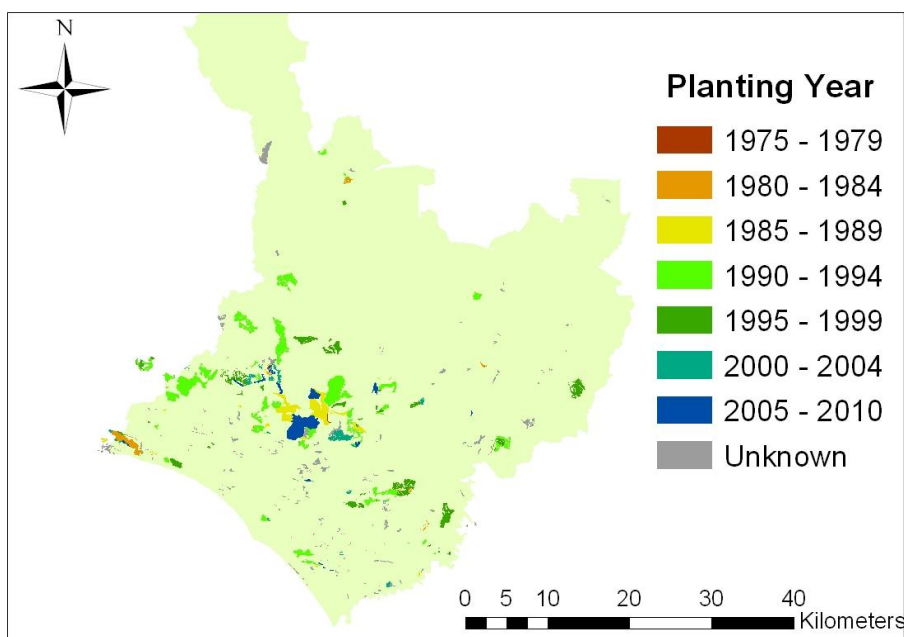 N
Planting Year
1975 - 1979
1980 - 1984
1985 - 1989
1990 - 1994
1995 - 1999
2000 - 2004
2005 - 2010
Unknown
0 5 10 20 30 40
Kilometers